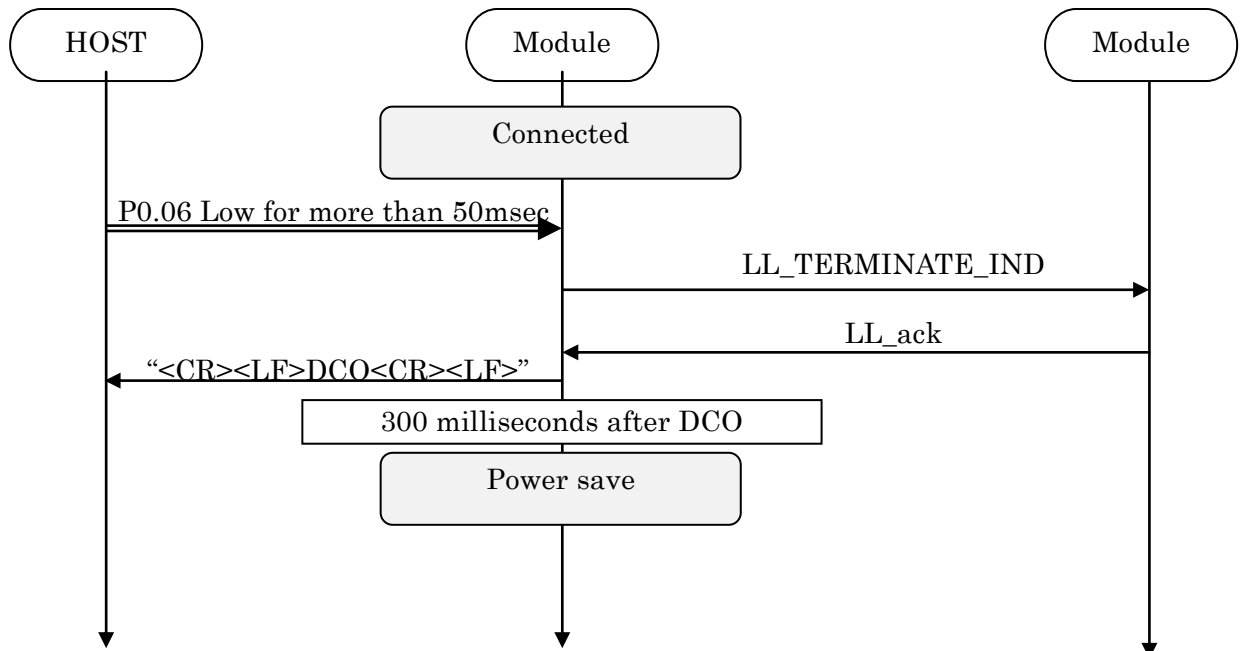 HOST
Module
Module
Connected
P0.06 Low for more than 50msec
LL_TERMINATE_IND
LL_ack
“<CR><LF>DCO<CR><LF>”
300 milliseconds after DCO
Power save